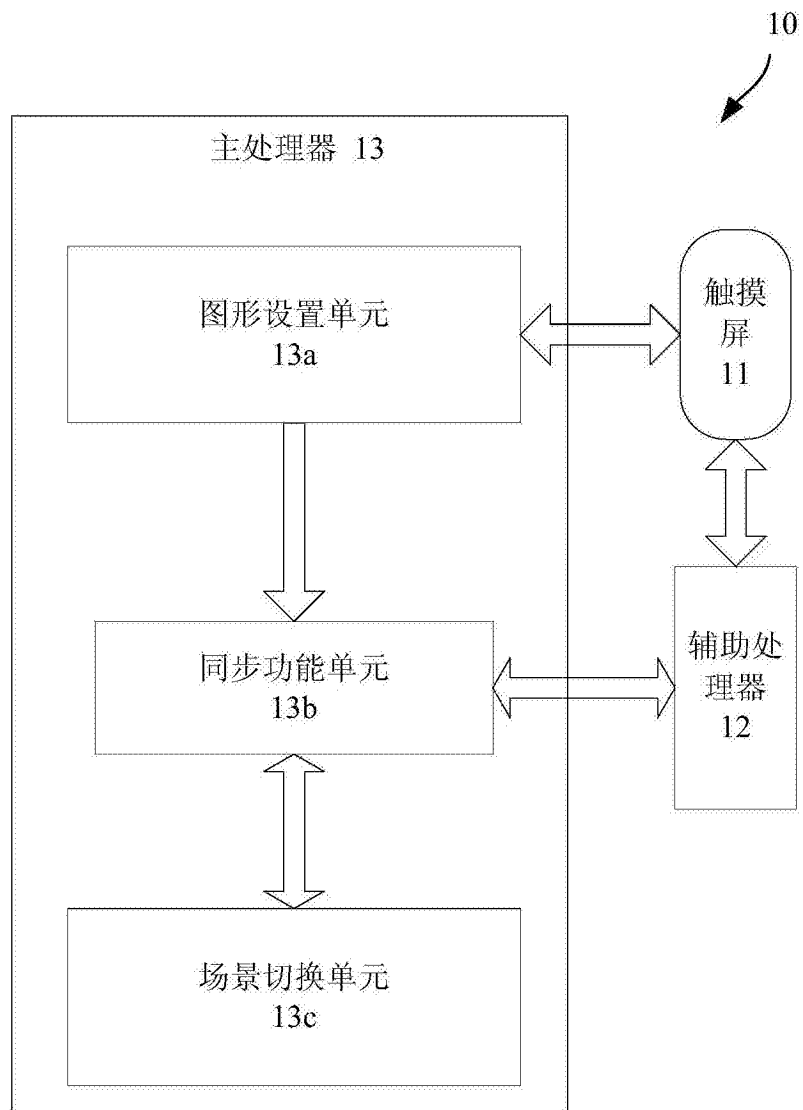 10
主处理器 13
图形设置单元
13a
触摸
屏
11
同步功能单元
13b
辅助处
理器
12
场景切换单元
13c